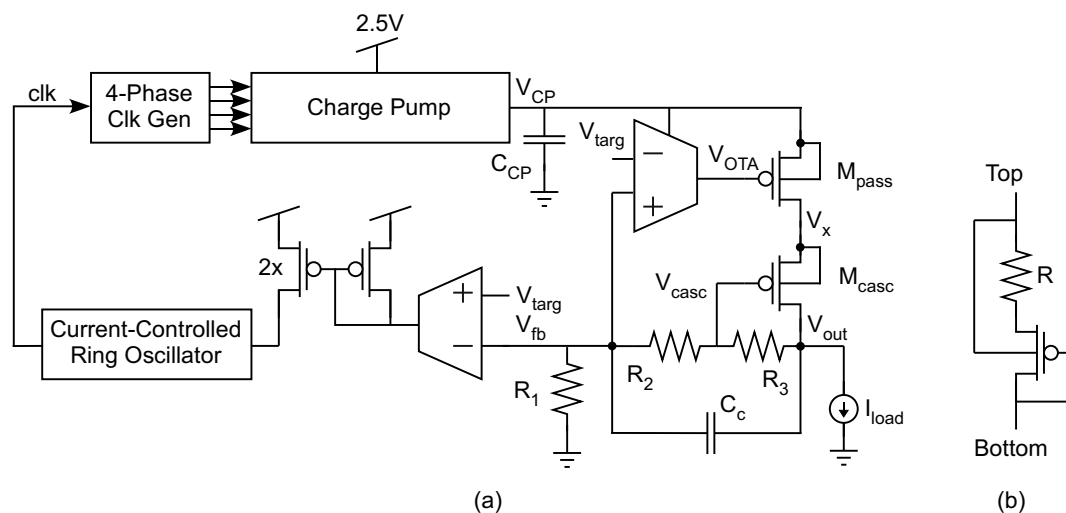 2.5V
clk
4-Phase
Clk Gen
Charge Pump
V_CP
C_CP
V_targ
V_OTA
M_pass
V_x
M_casc
V_casc
V_out
2x
V_targ
V_fb
Current-Controlled
Ring Oscillator
R_1
R_2
R_3
C_c
I_load
(a)
Top
R
Bottom
(b)